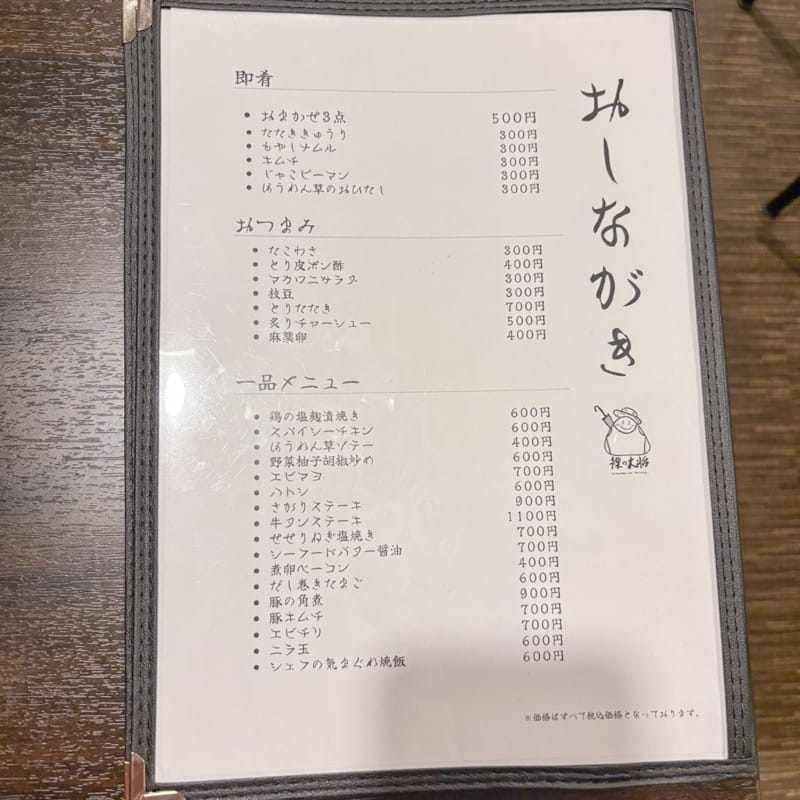 おしながき
即肴
● おまかせ3点 500円
● たたききゅうり 300円
● もやしナムル 300円
● キムチ 300円
● じゃこピーマン 300円
● ほうれん草のおひたし 300円
おつまみ
● たこわさ 300円
● とり皮ポン酢 400円
● マカロニサラダ 300円
● 枝豆 300円
● とりたたき 700円
● 炙りチャーシュー 500円
● 麻薬卵 400円
一品メニュー
● 鶏の塩麹漬焼き 600円
● スパイシーチキン 600円
● ほうれん草ソテー 400円
● 野菜柚子胡椒炒め 600円
● エビマヨ 700円
● ハトシ 600円
● さがりステーキ 900円
● 牛タンステーキ 1100円
● せせりねぎ塩焼き 700円
● シーフードバター醤油 700円
● 煮卵ベーコン 400円
● だし巻きたまご 600円
● 豚の角煮 900円
● 豚キムチ 700円
● エビチリ 700円
● ニラ玉 600円
● シェフの気まぐれ焼飯 600円
裸の大将
※価格はすべて税込価格となっております。